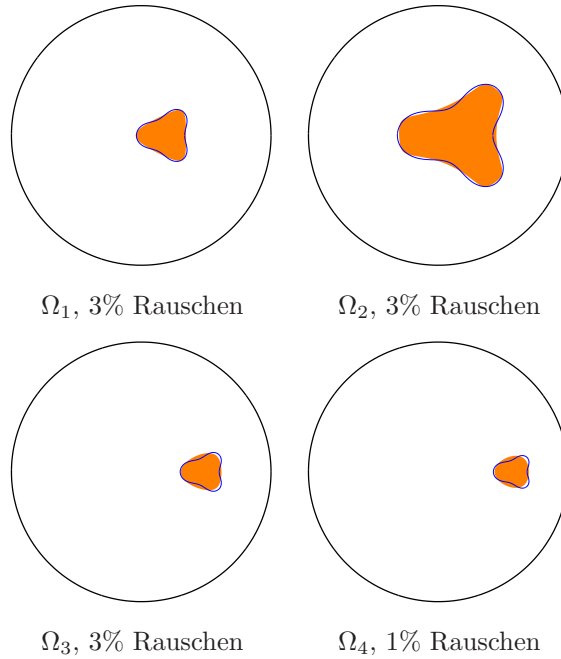 Ω₁, 3% Rauschen
Ω₂, 3% Rauschen
Ω₃, 3% Rauschen
Ω₄, 1% Rauschen